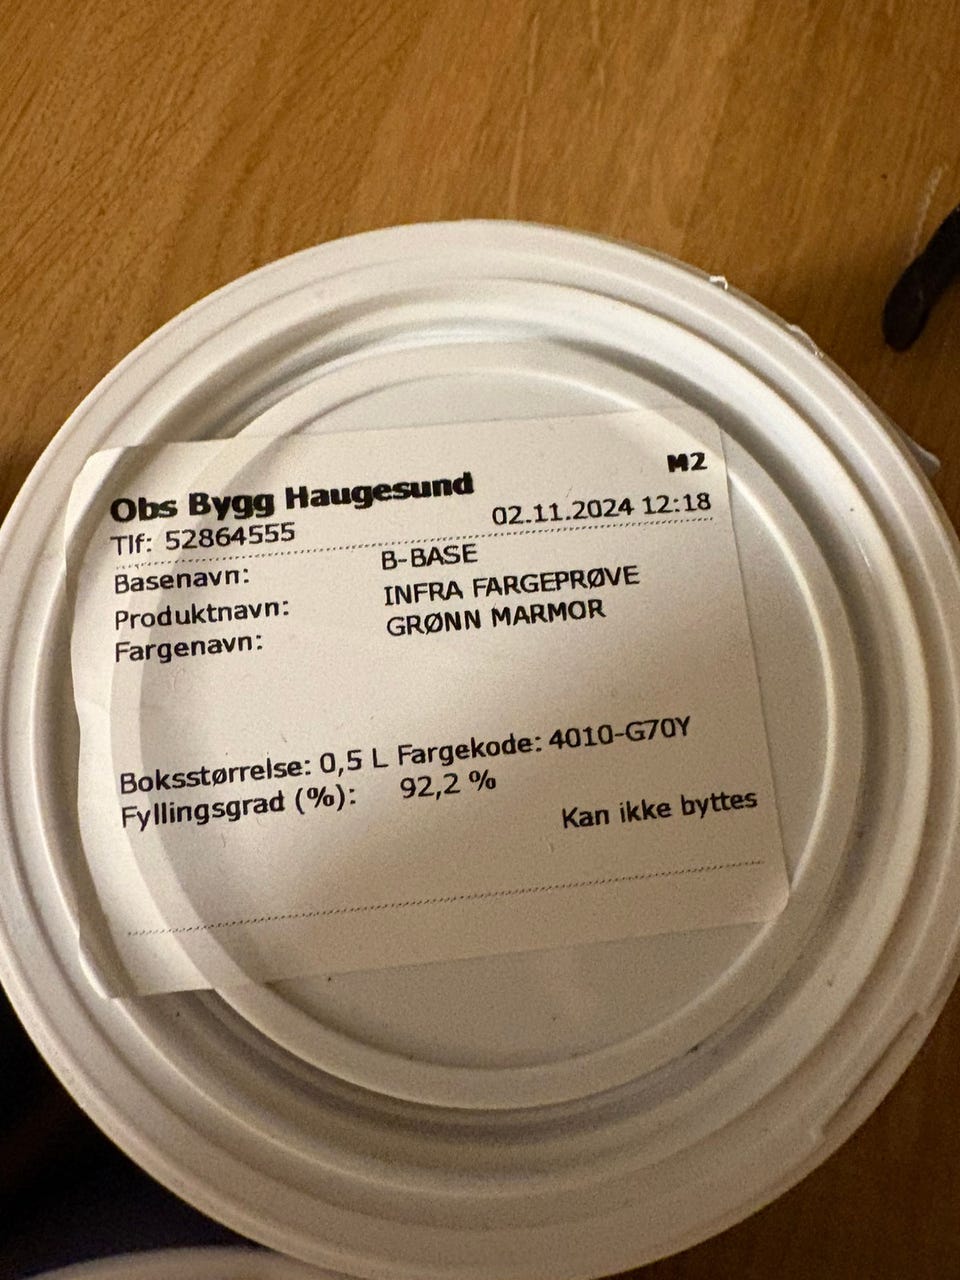 Obs Bygg Haugesund M2
Tlf: 52864555 02.11.2024 12:18
Basenavn: B-BASE
Produktnavn: INFRA FARGEPRØVE
Fargenavn: GRØNN MARMOR
Boksstørrelse: 0,5 L Fargekode: 4010-G70Y
Fyllingsgrad (%): 92,2 %
Kan ikke byttes